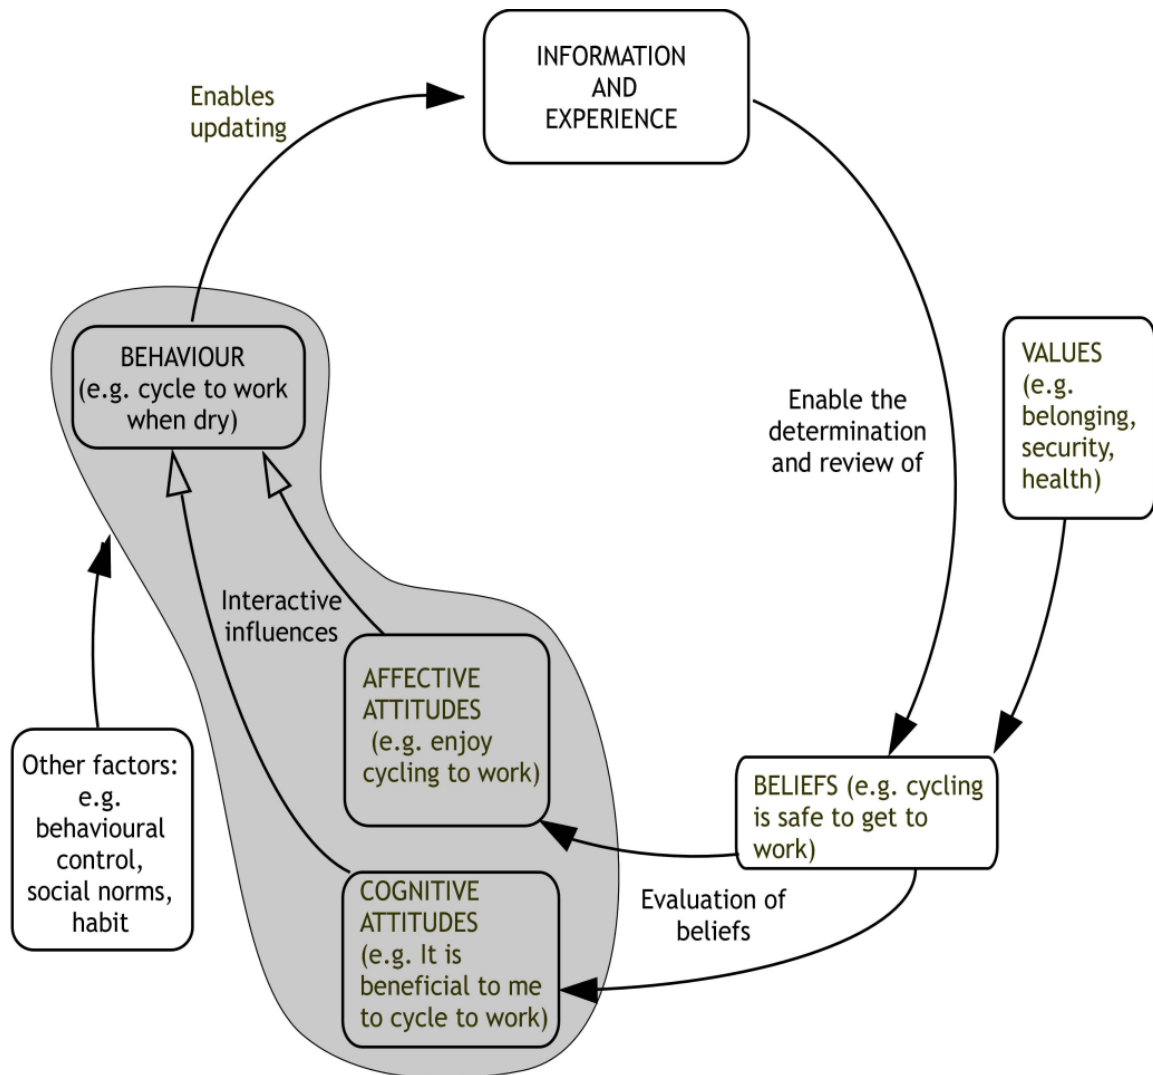 INFORMATION
AND
EXPERIENCE
Enables
updating
BEHAVIOUR
(e.g. cycle to work
when dry)
VALUES
(e.g.
belonging,
security,
health)
Enable the
determination
and review of
Interactive
influences
AFFECTIVE
ATTITUDES
(e.g. enjoy
cycling to work)
Other factors:
e.g.
behavioural
control,
social norms,
habit
BELIEFS (e.g. cycling
is safe to get to
work)
Evaluation of
beliefs
COGNITIVE
ATTITUDES
(e.g. It is
beneficial to me
to cycle to work)